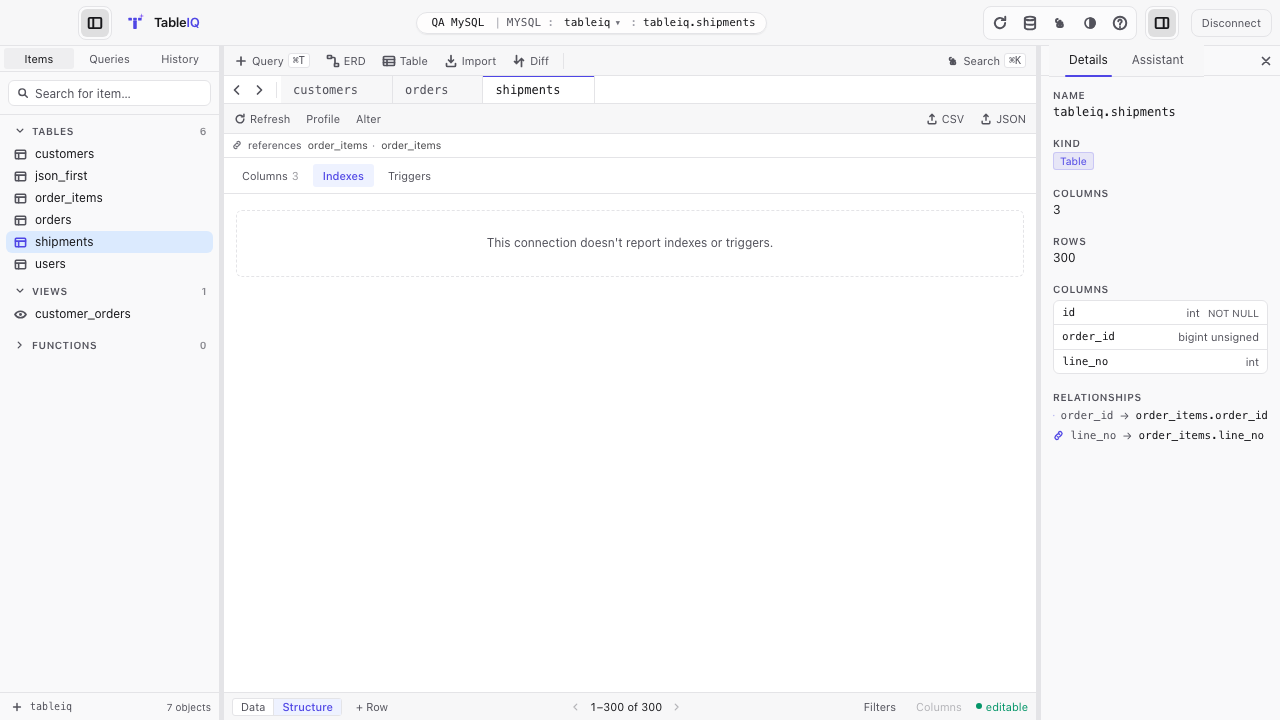 TableIQ
QA MySQL | MYSQL : tableiq ▾ : tableiq.shipments
Disconnect
Items Queries History
Search for item...
TABLES 6
customers
json_first
order_items
orders
shipments
users
VIEWS 1
customer_orders
FUNCTIONS 0
+ tableiq 7 objects
+ Query ⌘T ERD Table Import Diff Search ⌘K
customers orders shipments
Refresh Profile Alter CSV JSON
references order_items · order_items
Columns 3 Indexes Triggers
This connection doesn't report indexes or triggers.
Data Structure + Row 1–300 of 300 Filters Columns editable
Details Assistant
NAME
tableiq.shipments
KIND
Table
COLUMNS
3
ROWS
300
COLUMNS
id int NOT NULL
order_id bigint unsigned
line_no int
RELATIONSHIPS
order_id → order_items.order_id
line_no → order_items.line_no